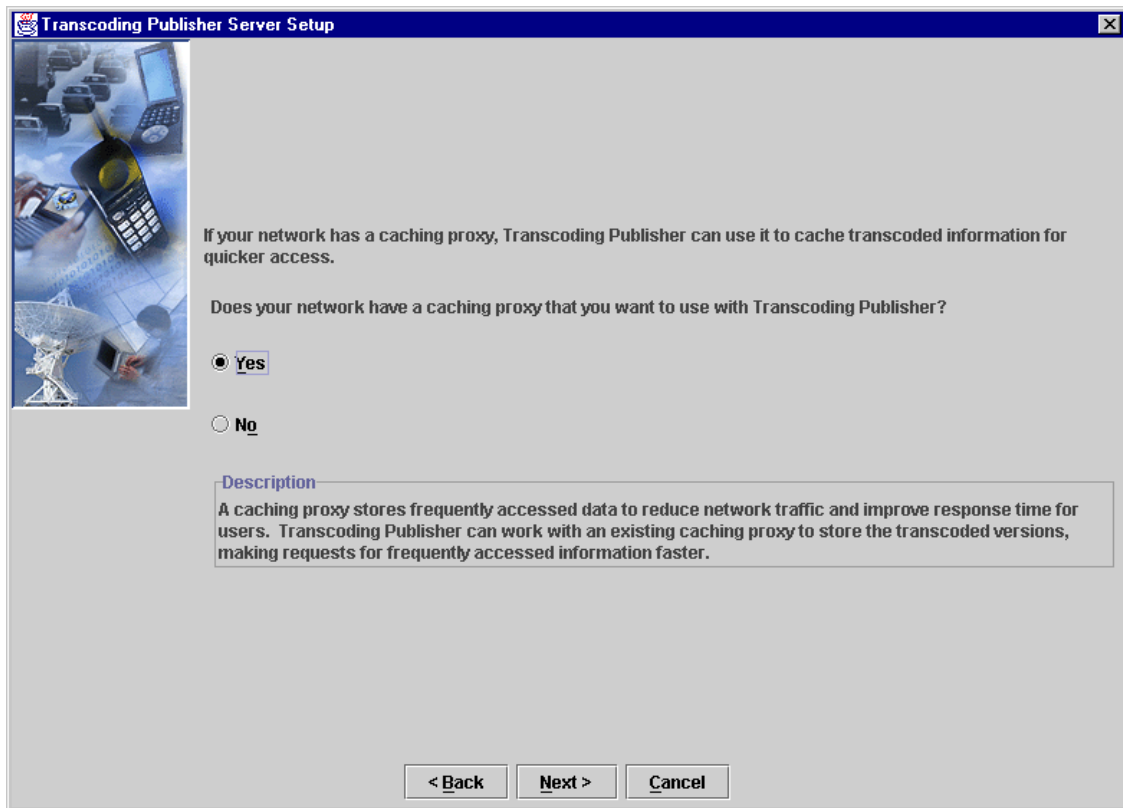 Transcoding Publisher Server Setup
If your network has a caching proxy, Transcoding Publisher can use it to cache transcoded information for
quicker access.
Does your network have a caching proxy that you want to use with Transcoding Publisher?
Yes
No
Description
A caching proxy stores frequently accessed data to reduce network traffic and improve response time for
users. Transcoding Publisher can work with an existing caching proxy to store the transcoded versions,
making requests for frequently accessed information faster.
< Back Next > Cancel